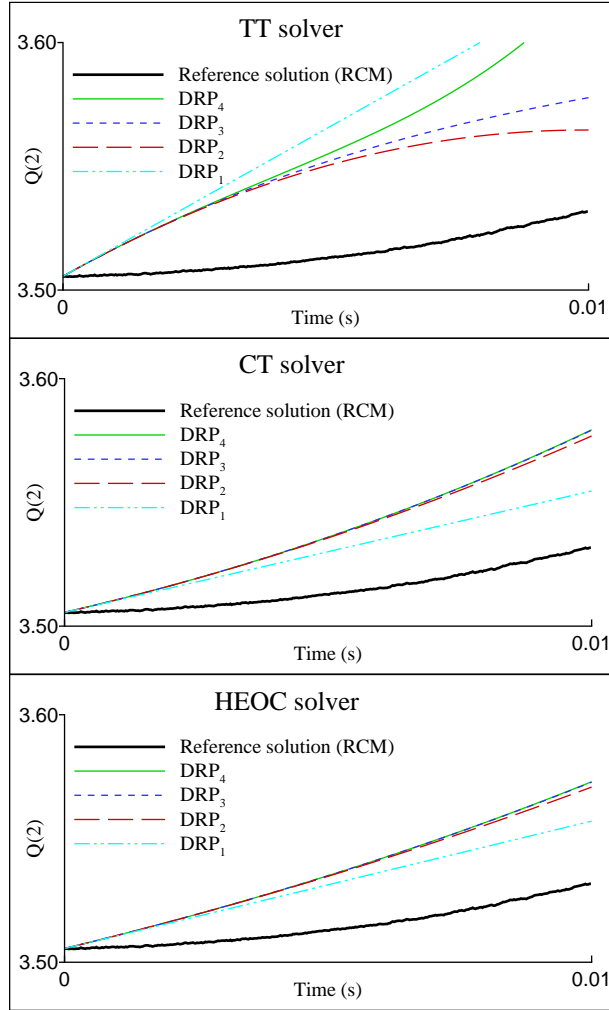 TT solver
3.60
Reference solution (RCM)
DRP4
DRP3
DRP2
DRP1
Q(2)
3.50
0
Time (s)
0.01
CT solver
3.60
Reference solution (RCM)
DRP4
DRP3
DRP2
DRP1
Q(2)
3.50
0
Time (s)
0.01
HEOC solver
3.60
Reference solution (RCM)
DRP4
DRP3
DRP2
DRP1
Q(2)
3.50
0
Time (s)
0.01